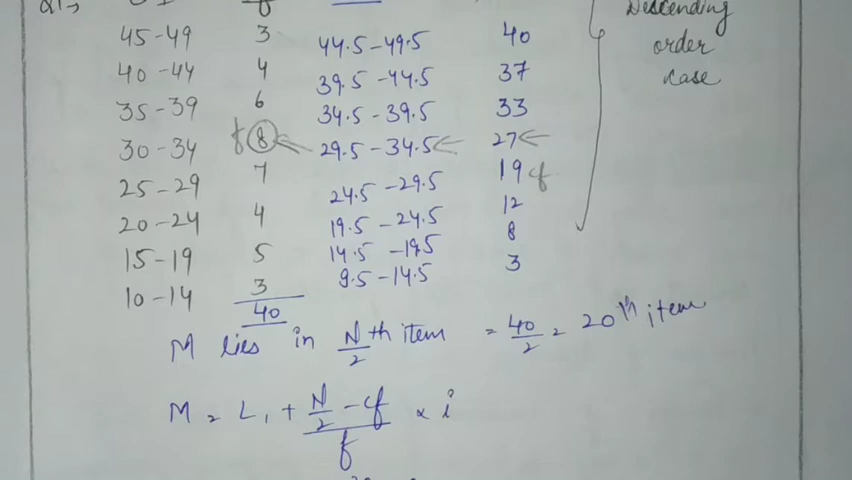 Q1,
Descending
order
case
45-49 3 44.5-49.5 40
40-44 4 39.5-44.5 37
35-39 6 34.5-39.5 33
30-34 f 8 29.5-34.5 27
25-29 7 24.5-29.5 19 cf
20-24 4 19.5-24.5 12
15-19 5 14.5-19.5 8
10-14 3 9.5-14.5 3
40
M lies in N/2 th item = 40/2 = 20th item
M = L1 + N/2 - cf / f × i